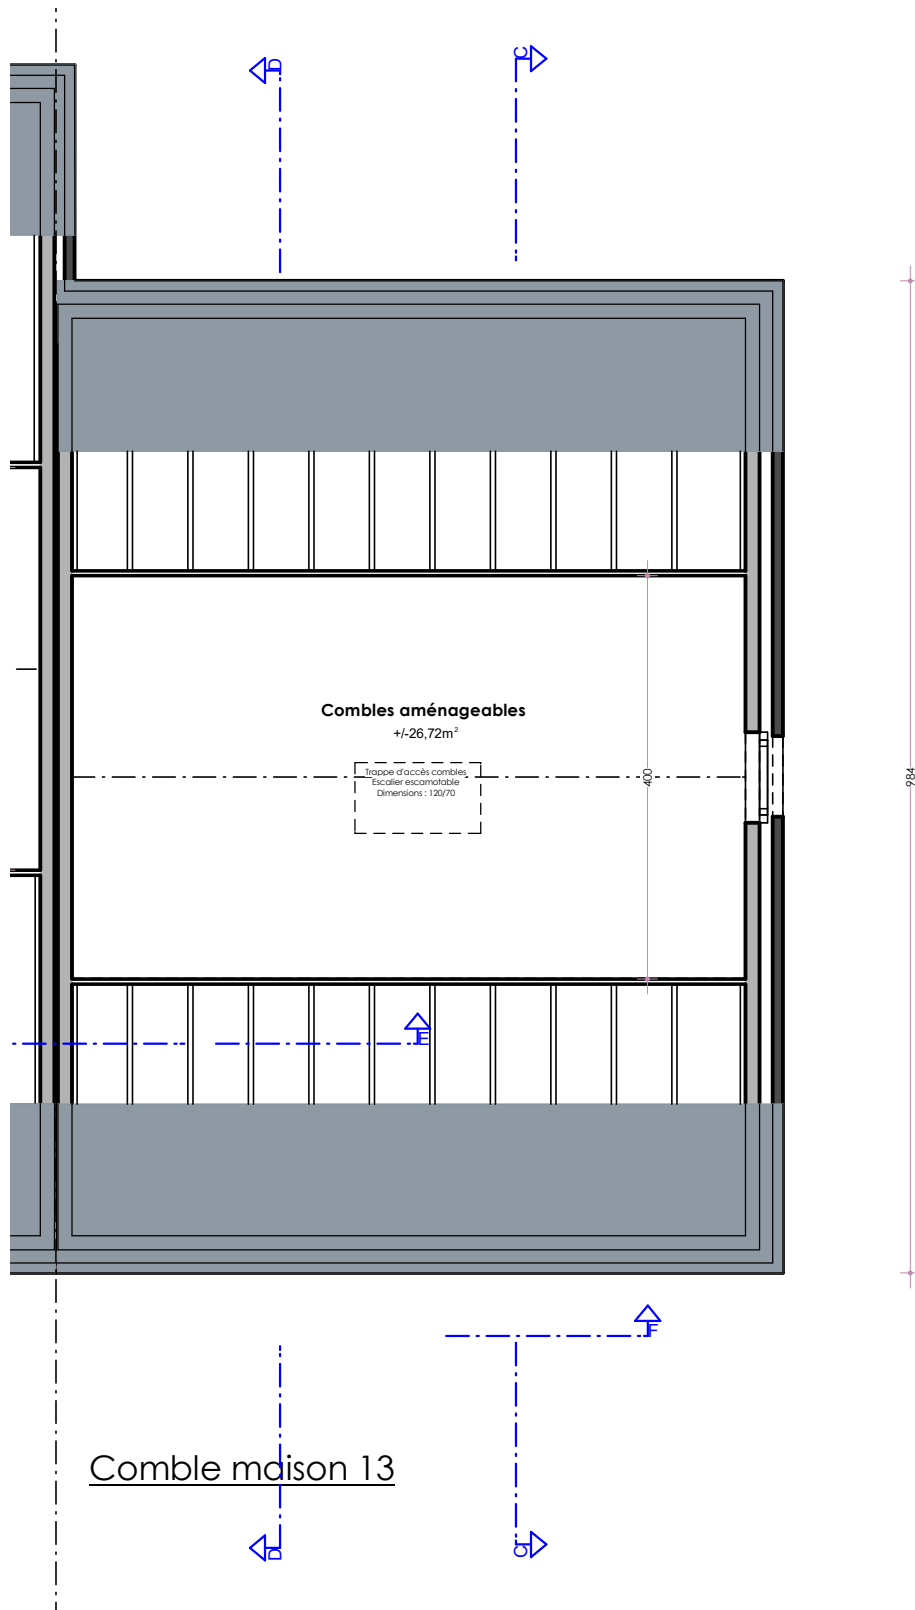 D
C
Combles aménageables
+/-26,72m²
Trappe d'accès combles
Escalier escamotable
Dimensions : 120/70
400
984
E
F
Comble maison 13
D
C